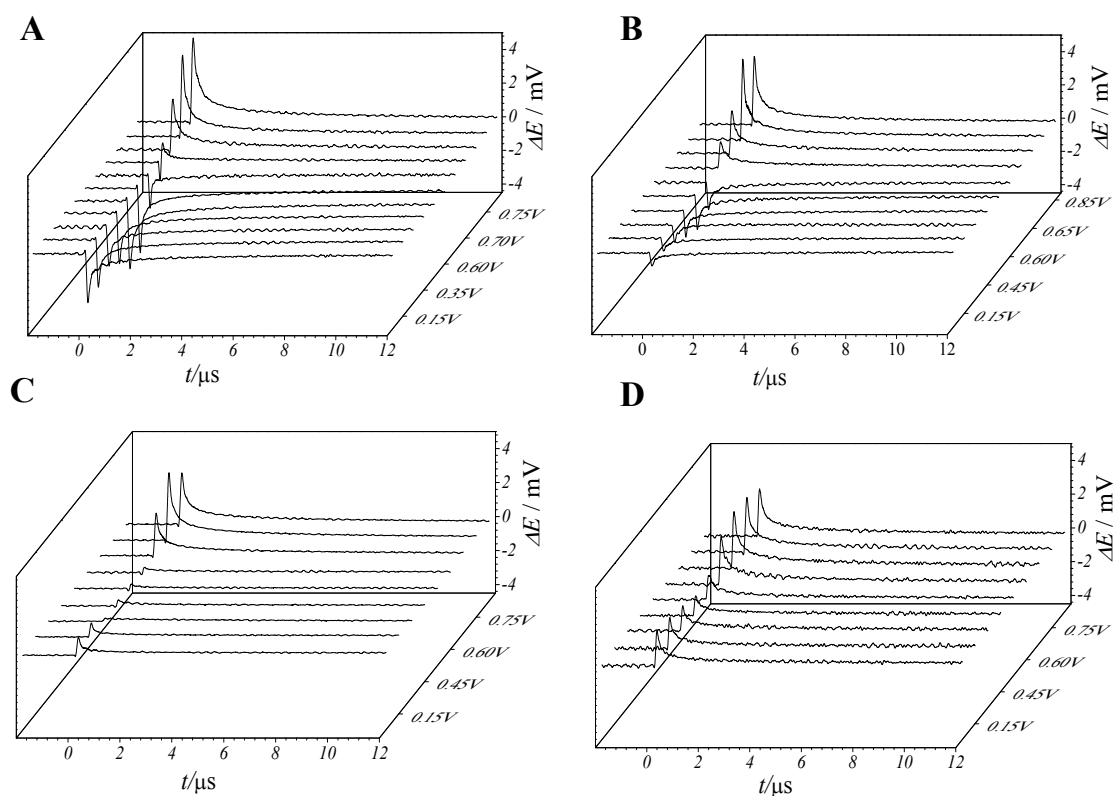 A
4
2
0
-2
-4
ΔE / mV
0.75V
0.70V
0.60V
0.35V
0.15V
0 2 4 6 8 10 12
t/μs
B
4
2
0
-2
-4
ΔE / mV
0.85V
0.65V
0.60V
0.45V
0.15V
0 2 4 6 8 10 12
t/μs
C
4
2
0
-2
-4
ΔE / mV
0.75V
0.60V
0.45V
0.15V
0 2 4 6 8 10 12
t/μs
D
4
2
0
-2
-4
ΔE / mV
0.75V
0.60V
0.45V
0.15V
0 2 4 6 8 10 12
t/μs